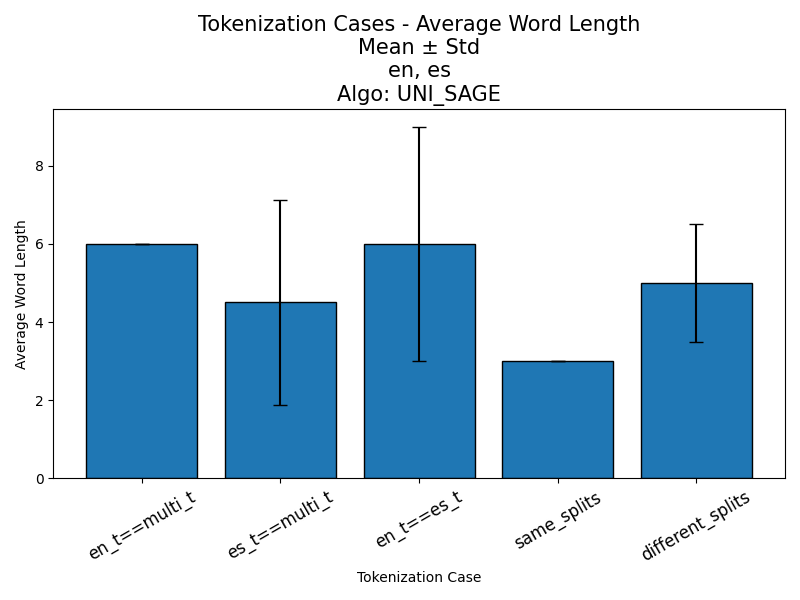 Tokenization Cases - Average Word Length
Mean ± Std
en, es
Algo: UNI_SAGE
Average Word Length
8
6
4
2
0
en_t==multi_t
es_t==multi_t
en_t==es_t
same_splits
different_splits
Tokenization Case